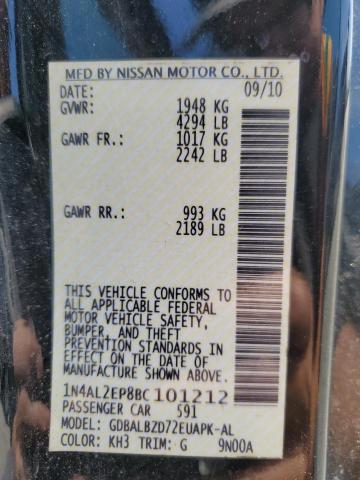 MFD BY NISSAN MOTOR CO., LTD.
DATE: 09/10
GVWR: 1948 KG
4294 LB
GAWR FR.: 1017 KG
2242 LB
GAWR RR.: 993 KG
2189 LB
THIS VEHICLE CONFORMS TO
ALL APPLICABLE FEDERAL
MOTOR VEHICLE SAFETY,
BUMPER, AND THEFT
PREVENTION STANDARDS IN
EFFECT ON THE DATE OF
MANUFACTURE SHOWN ABOVE.
1N4AL2EP8BC101212
PASSENGER CAR 591
MODEL: GDBALBZD72EUAPK-AL
COLOR: KH3 TRIM: G 9N00A